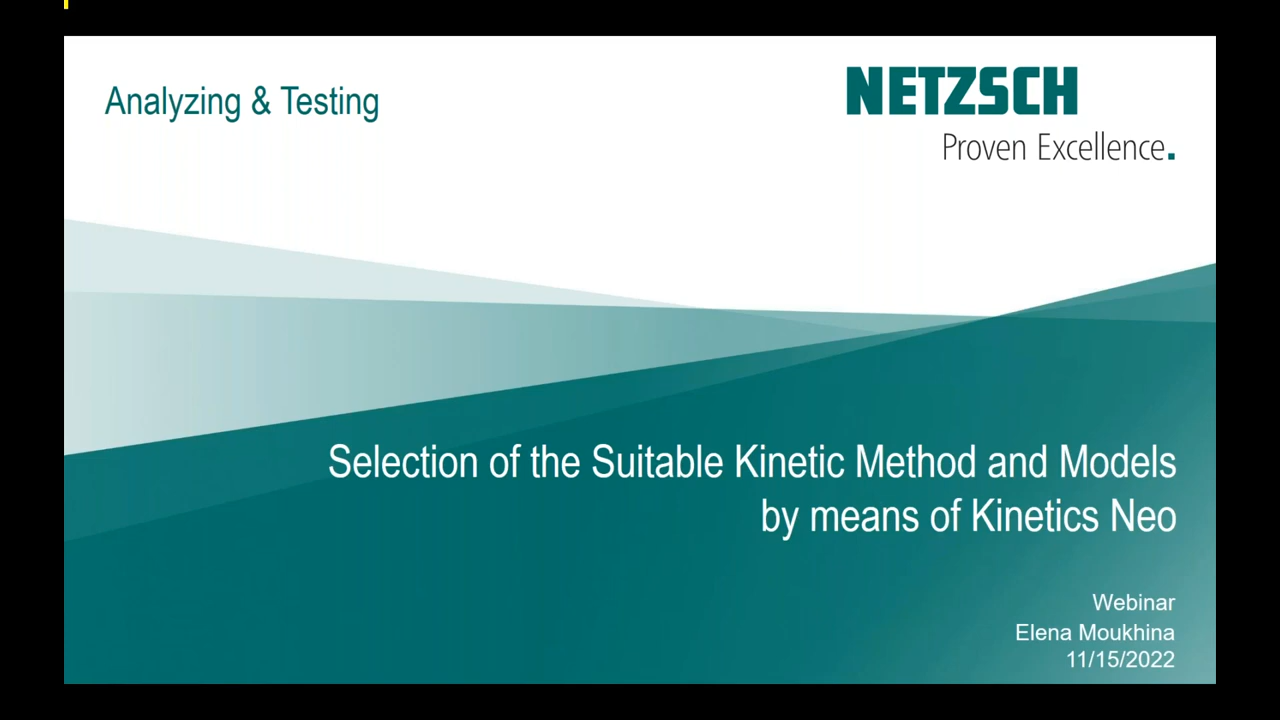 Analyzing & Testing
NETZSCH
Proven Excellence.
Selection of the Suitable Kinetic Method and Models
by means of Kinetics Neo
Webinar
Elena Moukhina
11/15/2022